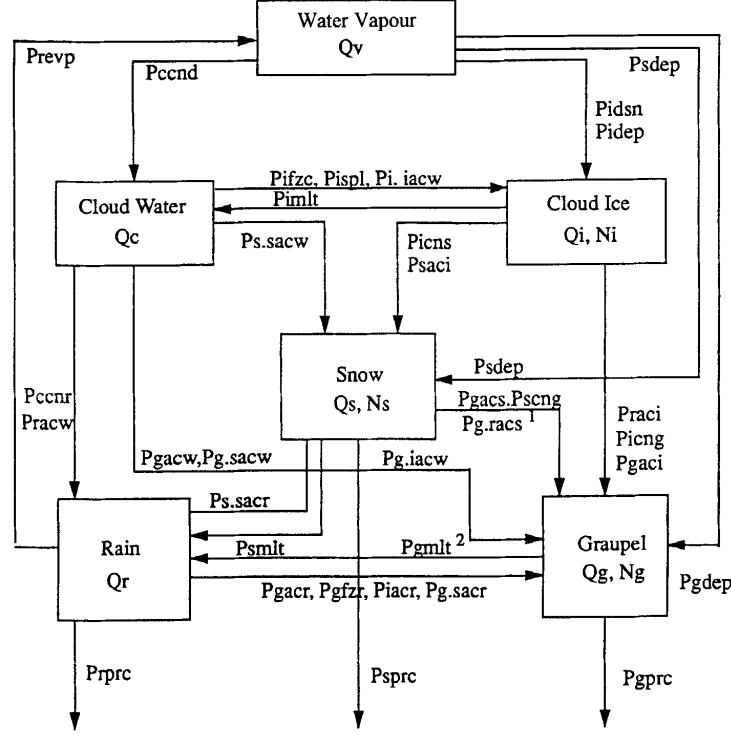 Water Vapour
Qv
Prevp
Pccnd
Psdep
Pidsn
Pidep
Pifzc, Pispl, Pi. iacw
Pimlt
Cloud Water
Qc
Cloud Ice
Qi, Ni
Ps.sacw
Picns
Psaci
Snow
Qs, Ns
Psdep
Pgacs.Pscng
Pg.racs 1
Pccnr
Pracw
Praci
Picng
Pgaci
Pgacw,Pg.sacw
Pg.iacw
Ps.sacr
Rain
Qr
Psmlt
Pgmlt 2
Graupel
Qg, Ng
Pgdep
Pgacr, Pgfzr, Piacr, Pg.sacr
Prprc
Psprc
Pgprc